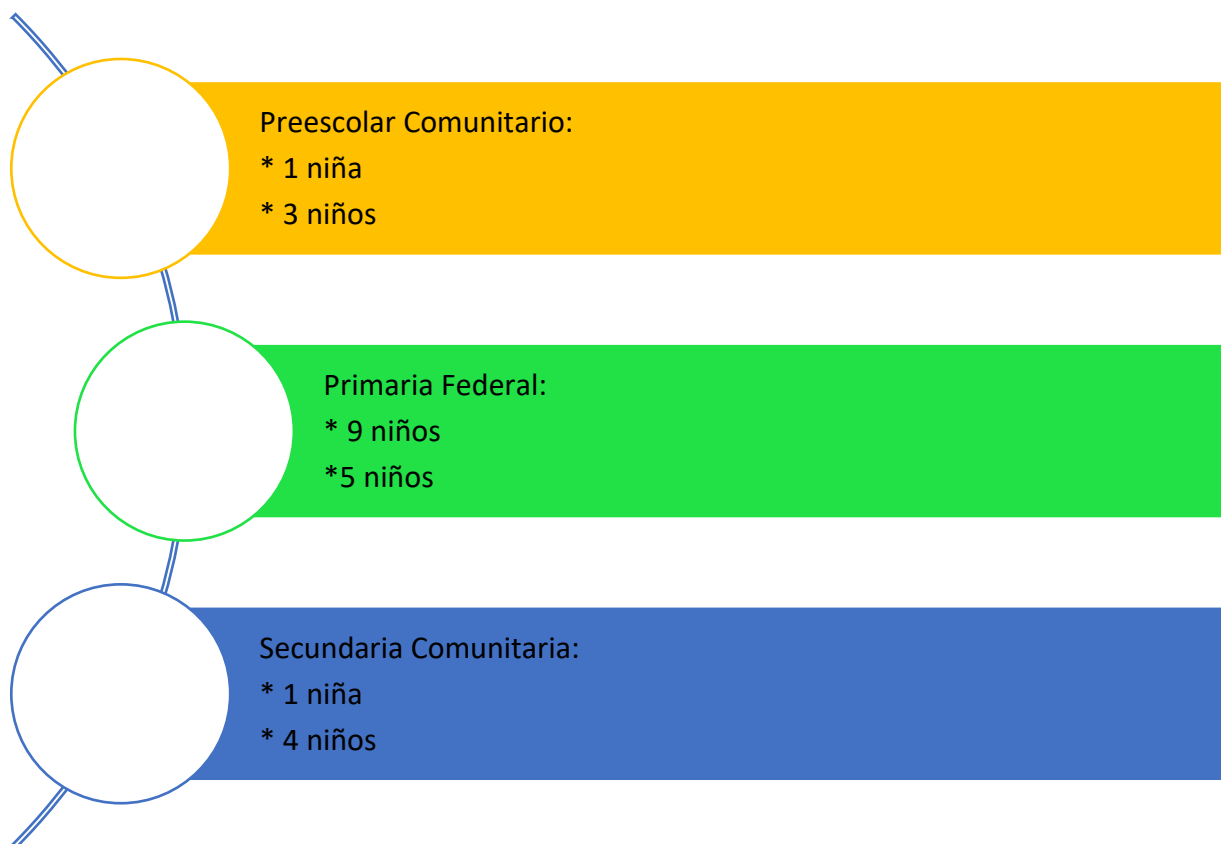 Preescolar Comunitario:
* 1 niña
* 3 niños
Primaria Federal:
* 9 niños
*5 niños
Secundaria Comunitaria:
* 1 niña
* 4 niños